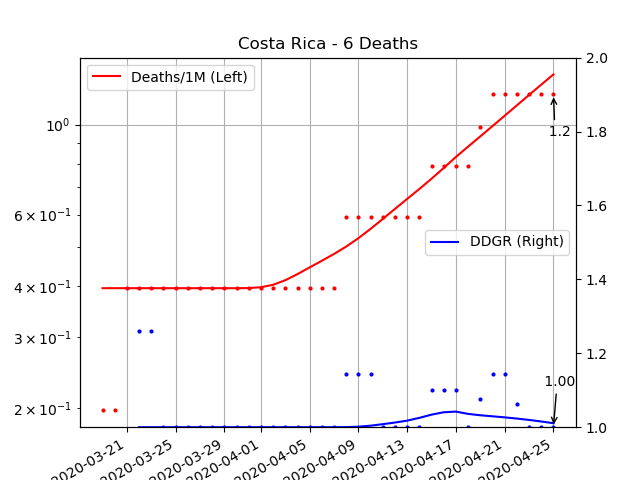 Costa Rica - 6 Deaths
Deaths/1M (Left)
DDGR (Right)
10⁰
6 × 10⁻¹
4 × 10⁻¹
3 × 10⁻¹
2 × 10⁻¹
2.0
1.8
1.6
1.4
1.2
1.0
1.2
1.00
2020-03-21
2020-03-25
2020-03-29
2020-04-01
2020-04-05
2020-04-09
2020-04-13
2020-04-17
2020-04-21
2020-04-25